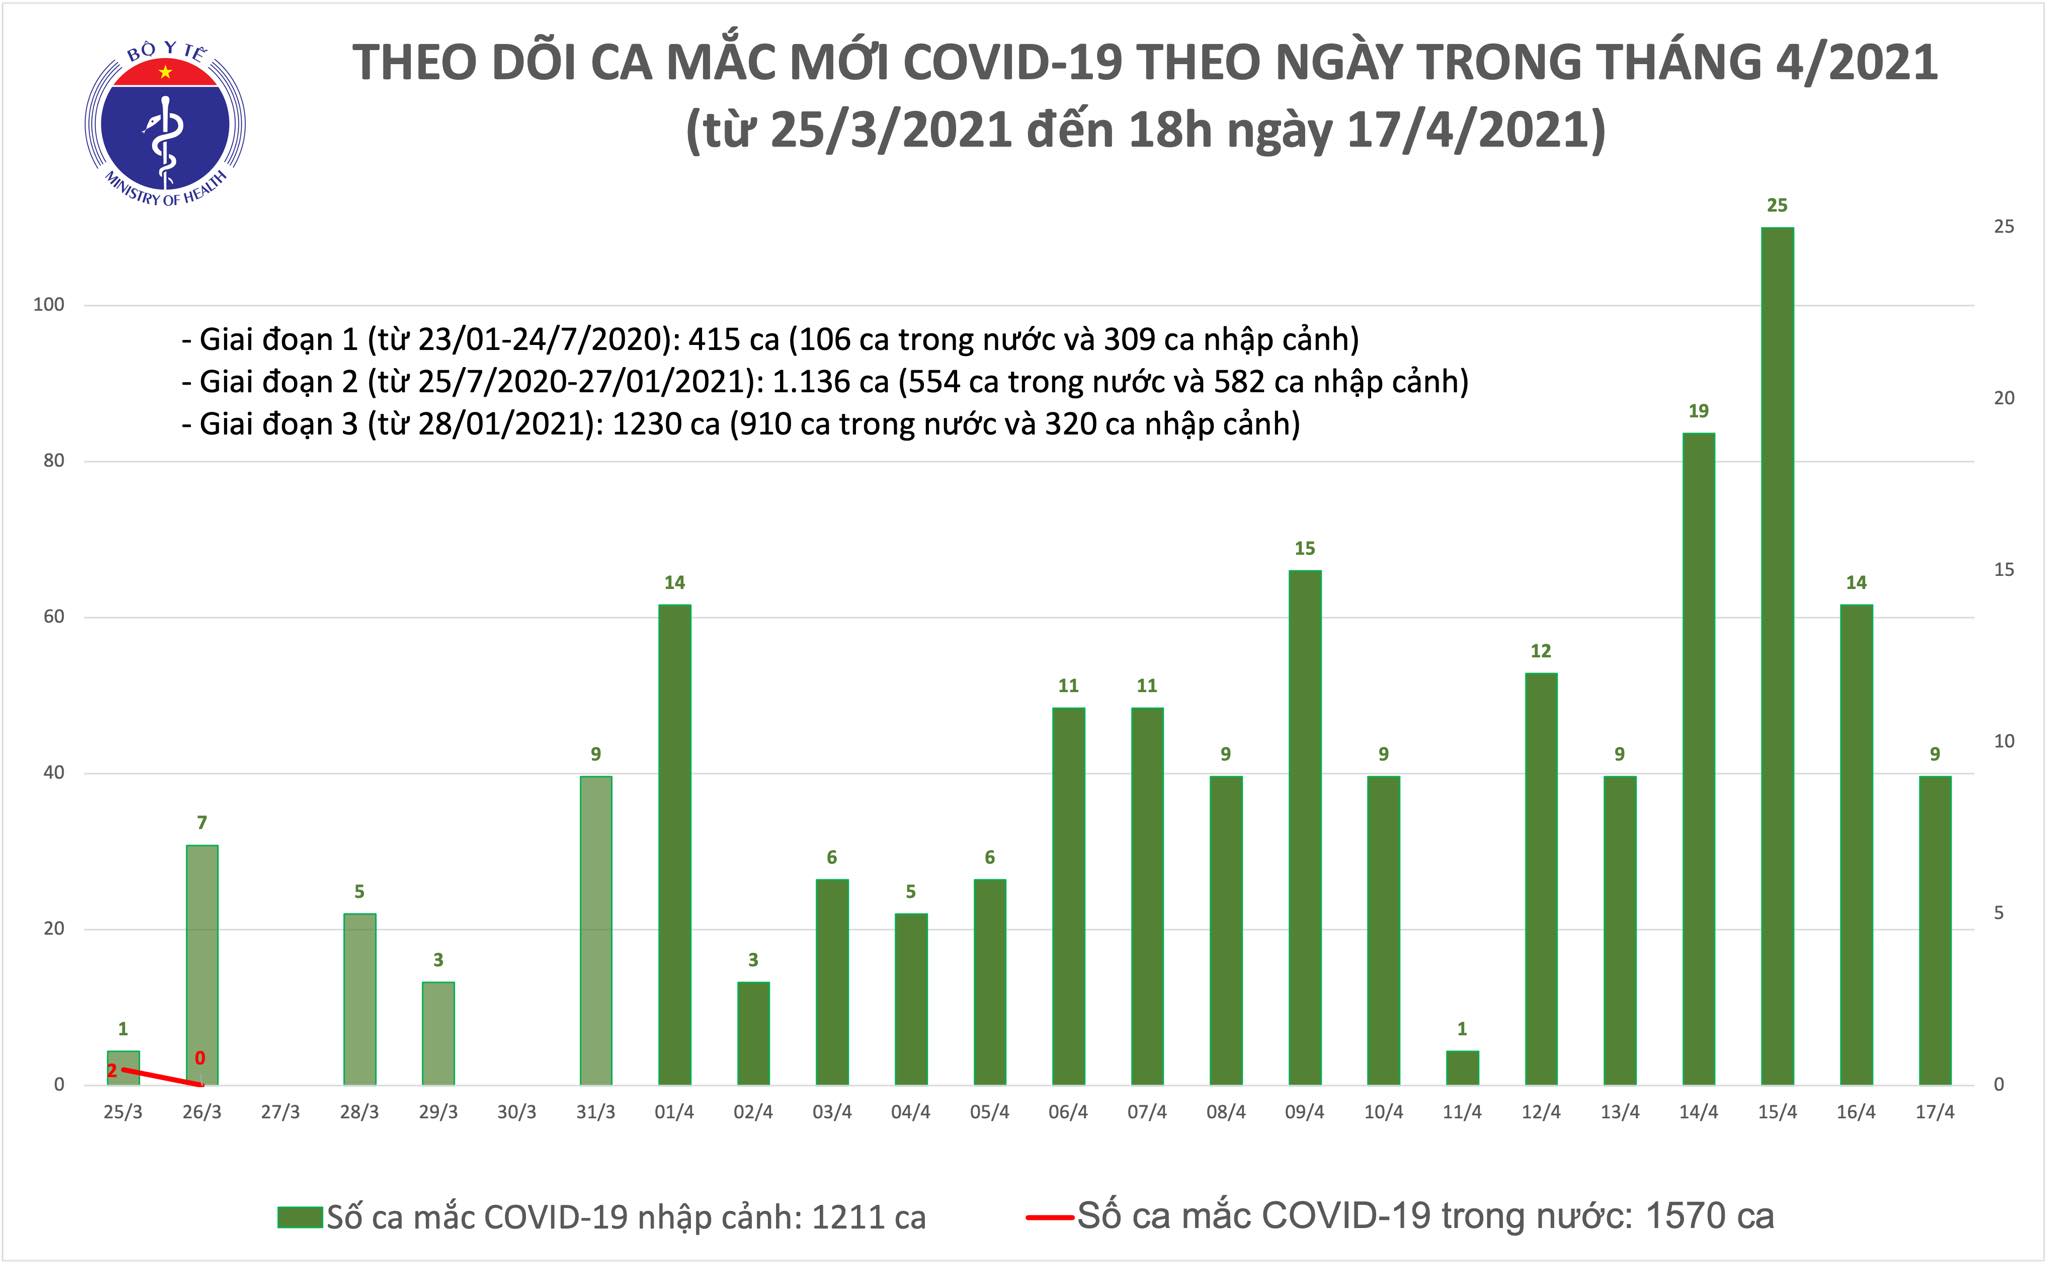 BỘ Y TẾ
MINISTRY OF HEALTH
THEO DÕI CA MẮC MỚI COVID-19 THEO NGÀY TRONG THÁNG 4/2021
(từ 25/3/2021 đến 18h ngày 17/4/2021)
- Giai đoạn 1 (từ 23/01-24/7/2020): 415 ca (106 ca trong nước và 309 ca nhập cảnh)
- Giai đoạn 2 (từ 25/7/2020-27/01/2021): 1.136 ca (554 ca trong nước và 582 ca nhập cảnh)
- Giai đoạn 3 (từ 28/01/2021): 1230 ca (910 ca trong nước và 320 ca nhập cảnh)
100
80
60
40
20
0
25
20
15
10
5
0
1 7 5 3 9 14 3 6 5 6 11 11 9 15 9 1 12 9 19 25 14 9
2 0
25/3 26/3 27/3 28/3 29/3 30/3 31/3 01/4 02/4 03/4 04/4 05/4 06/4 07/4 08/4 09/4 10/4 11/4 12/4 13/4 14/4 15/4 16/4 17/4
Số ca mắc COVID-19 nhập cảnh: 1211 ca
Số ca mắc COVID-19 trong nước: 1570 ca